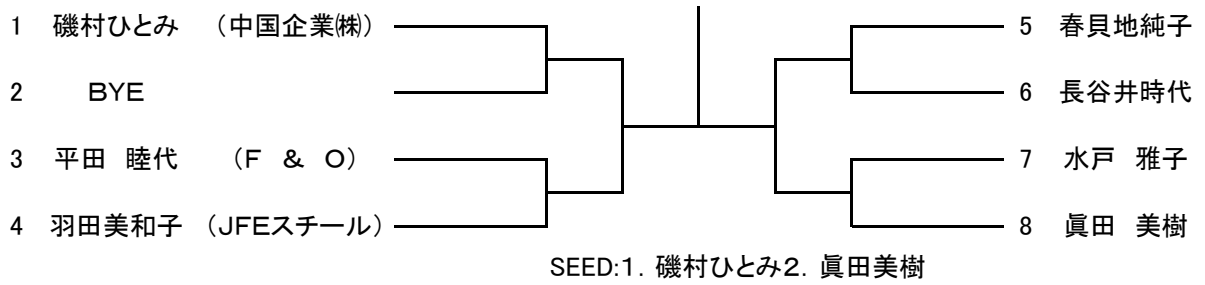 1 磯村ひとみ （中国企業㈱） 5 春貝地純子
2 ＢＹＥ 6 長谷井時代
3 平田　睦代 （Ｆ ＆ Ｏ） 7 水戸　雅子
4 羽田美和子 （ＪＦＥスチール） 8 眞田　美樹
SEED:１．磯村ひとみ２．眞田美樹